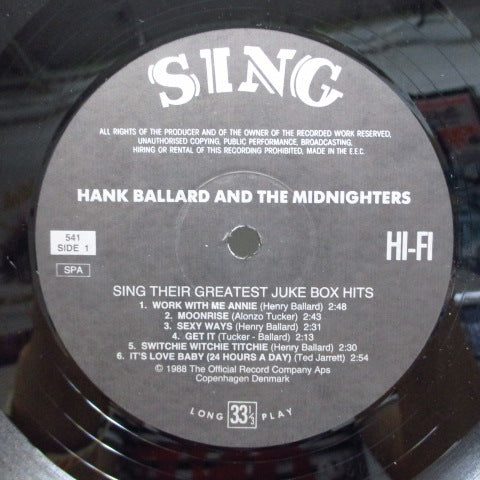 SING
ALL RIGHTS OF THE PRODUCER AND OF THE OWNER OF THE RECORDED WORK RESERVED,
UNAUTHORISED COPYING, PUBLIC PERFORMANCE, BROADCASTING,
HIRING OR RENTAL OF THIS RECORDING PROHIBITED, MADE IN THE E.E.C.
HANK BALLARD AND THE MIDNIGHTERS
541
SIDE 1
HI-FI
SPA
SING THEIR GREATEST JUKE BOX HITS
1. WORK WITH ME ANNIE (Henry Ballard) 2:48
2. MOONRISE (Alonzo Tucker) 2:43
3. SEXY WAYS (Henry Ballard) 2:31
4. GET IT (Tucker - Ballard) 2:13
5. SWITCHIE WITCHIE TITCHIE (Henry Ballard) 2:30
6. IT'S LOVE BABY (24 HOURS A DAY) (Ted Jarrett) 2:54
© 1988 The Official Record Company Aps
Copenhagen Denmark
LONG 33 1/3 PLAY